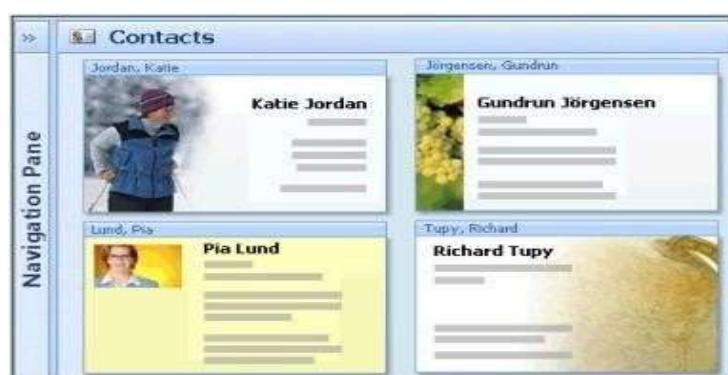 »
Contacts
Navigation Pane
Jordan, Katie
Katie Jordan
Jörgensen, Gundrun
Gundrun Jörgensen
Lund, Pia
Pia Lund
Tupy, Richard
Richard Tupy